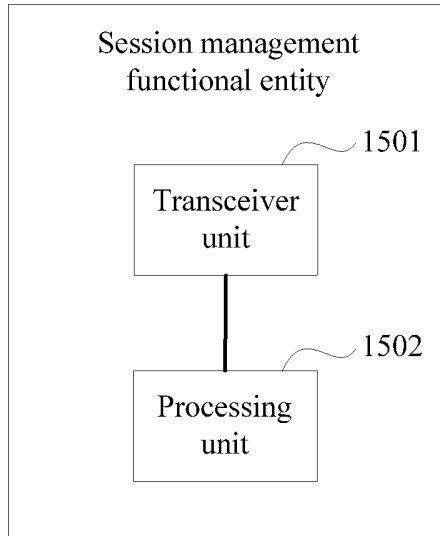 Session management
functional entity
1501
Transceiver
unit
1502
Processing
unit